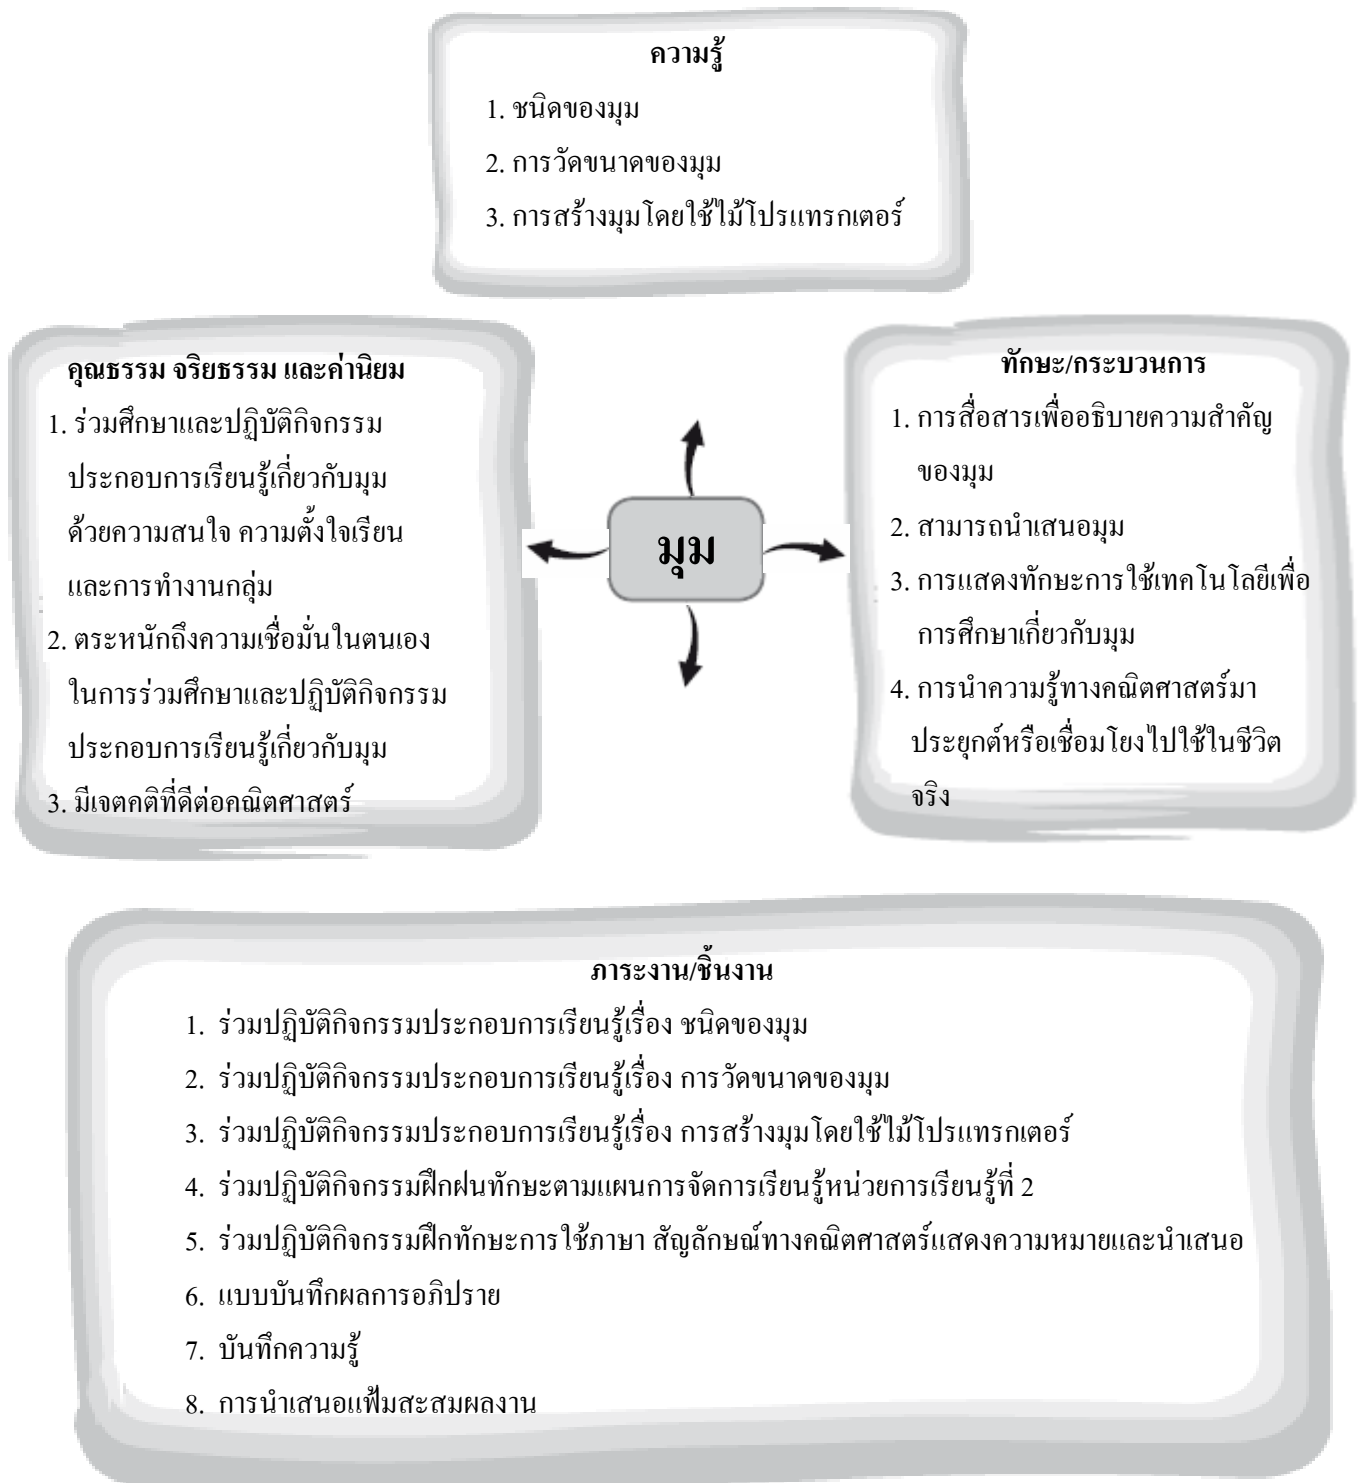 ความรู้
1. ชนิดของมุม
2. การวัดขนาดของมุม
3. การสร้างมุมโดยใช้ไม้โปรแทรกเตอร์
คุณธรรม จริยธรรม และค่านิยม
1. ร่วมศึกษาและปฏิบัติกิจกรรม
ประกอบการเรียนรู้เกี่ยวกับมุม
ด้วยความสนใจ ความตั้งใจเรียน
และการทำงานกลุ่ม
2. ตระหนักถึงความเชื่อมั่นในตนเอง
ในการร่วมศึกษาและปฏิบัติกิจกรรม
ประกอบการเรียนรู้เกี่ยวกับมุม
3. มีเจตคติที่ดีต่อคณิตศาสตร์
มุม
ทักษะ/กระบวนการ
1. การสื่อสารเพื่ออธิบายความสำคัญ
ของมุม
2. สามารถนำเสนอมุม
3. การแสดงทักษะการใช้เทคโนโลยีเพื่อ
การศึกษาเกี่ยวกับมุม
4. การนำความรู้ทางคณิตศาสตร์มา
ประยุกต์หรือเชื่อมโยงไปใช้ในชีวิต
จริง
ภาระงาน/ชิ้นงาน
1. ร่วมปฏิบัติกิจกรรมประกอบการเรียนรู้เรื่อง ชนิดของมุม
2. ร่วมปฏิบัติกิจกรรมประกอบการเรียนรู้เรื่อง การวัดขนาดของมุม
3. ร่วมปฏิบัติกิจกรรมประกอบการเรียนรู้เรื่อง การสร้างมุมโดยใช้ไม้โปรแทรกเตอร์
4. ร่วมปฏิบัติกิจกรรมฝึกฝนทักษะตามแผนการจัดการเรียนรู้หน่วยการเรียนรู้ที่ 2
5. ร่วมปฏิบัติกิจกรรมฝึกทักษะการใช้ภาษา สัญลักษณ์ทางคณิตศาสตร์แสดงความหมายและนำเสนอ
6. แบบบันทึกผลการอภิปราย
7. บันทึกความรู้
8. การนำเสนอแฟ้มสะสมผลงาน